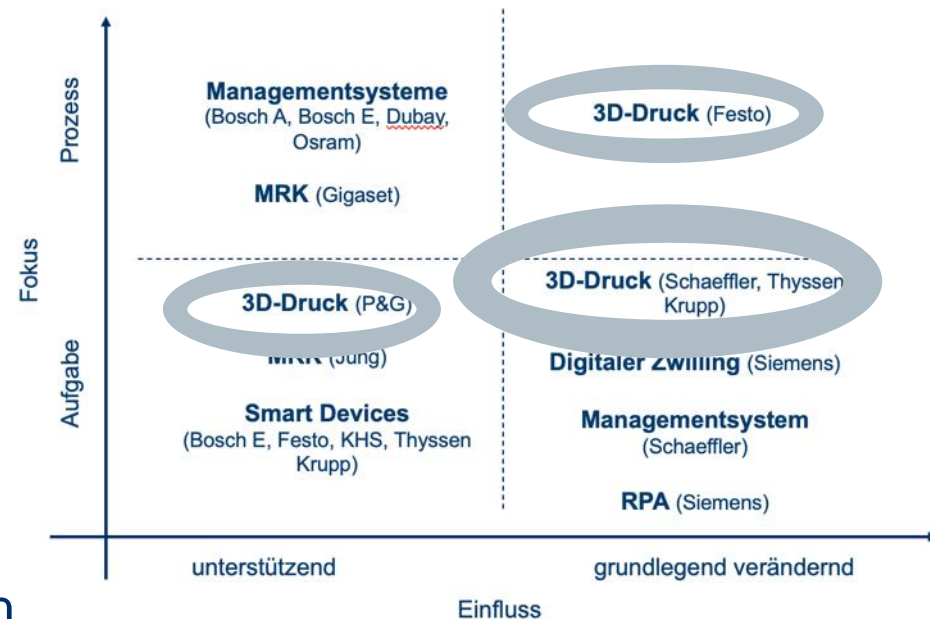 Prozess
Fokus
Aufgabe
Managementsysteme
(Bosch A, Bosch E, Dubay,
Osram)
MRK (Gigaset)
3D-Druck (Festo)
3D-Druck (P&G)
MRK (Jung)
Smart Devices
(Bosch E, Festo, KHS, Thyssen
Krupp)
3D-Druck (Schaeffler, Thyssen
Krupp)
Digitaler Zwilling (Siemens)
Managementsystem
(Schaeffler)
RPA (Siemens)
unterstützend
grundlegend verändernd
Einfluss